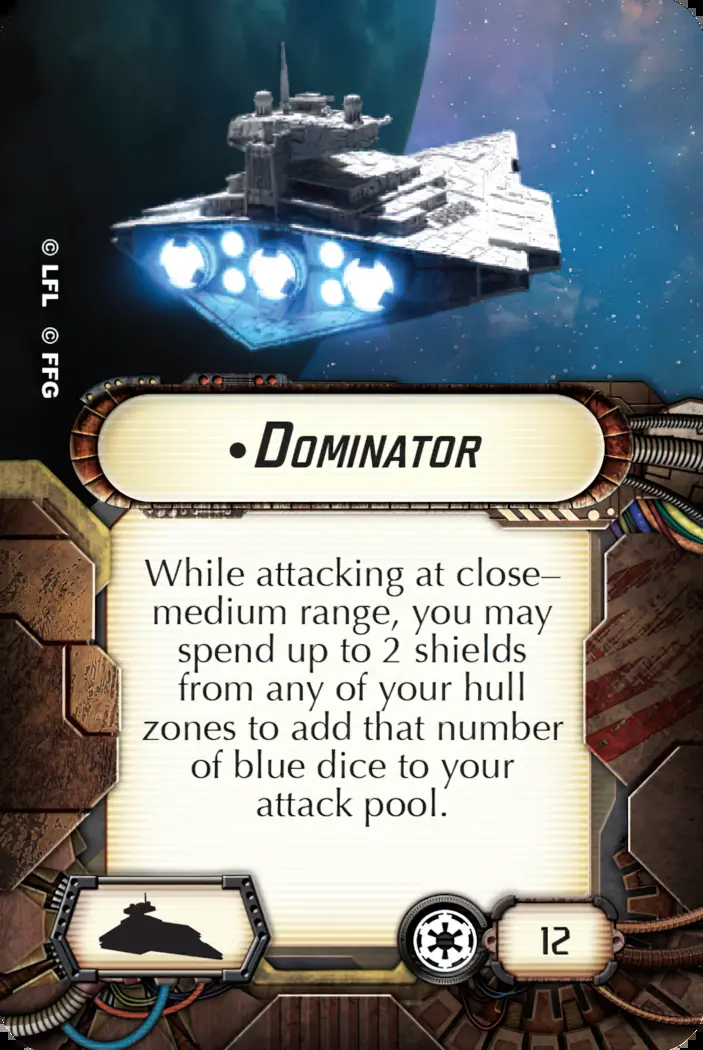 © LFL © FFG
• DOMINATOR
While attacking at close–
medium range, you may
spend up to 2 shields
from any of your hull
zones to add that number
of blue dice to your
attack pool.
12